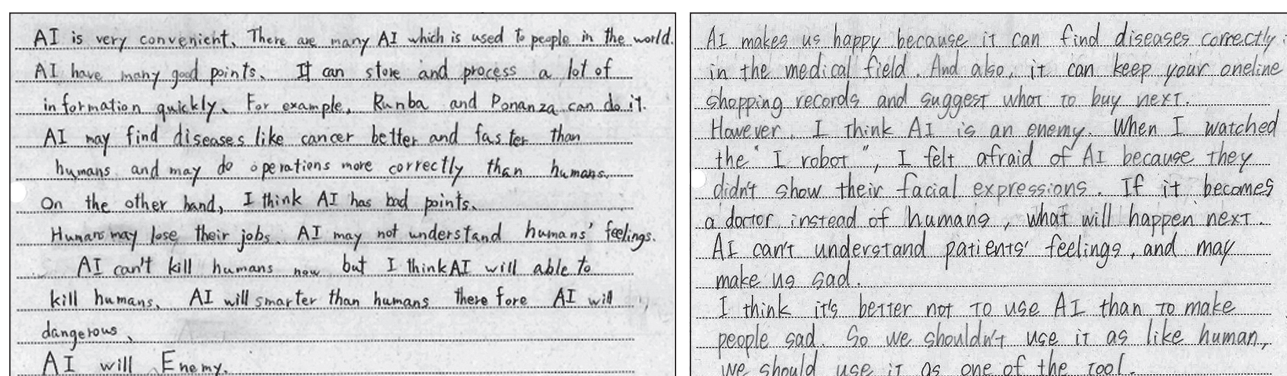 AI is very convenient. There are many AI which is used to people in the world.
AI have many good points. It can store and process a lot of
information quickly. For example, Runba and Ponanza can do it.
AI may find diseases like cancer better and faster than
humans and may do operations more correctly than humans.
On the other hand, I think AI has bad points.
Humans may lose their jobs. AI may not understand humans' feelings.
AI can't kill humans now but I think AI will able to
kill humans. AI will smarter than humans there fore AI will
dangerous.
AI will Enemy.
AI makes us happy because it can find diseases correctly
in the medical field. And also, it can keep your oneline
shopping records and suggest what to buy next.
However, I think AI is an enemy. When I watched
the "I robot", I felt afraid of AI because they
didn't show their facial expressions. If it becomes
a doctor instead of humans, what will happen next.
AI can't understand patients' feelings, and may
make us sad.
I think it's better not to use AI than to make
people sad. So we shouldn't use it as like human,
we should use it as one of the tool.